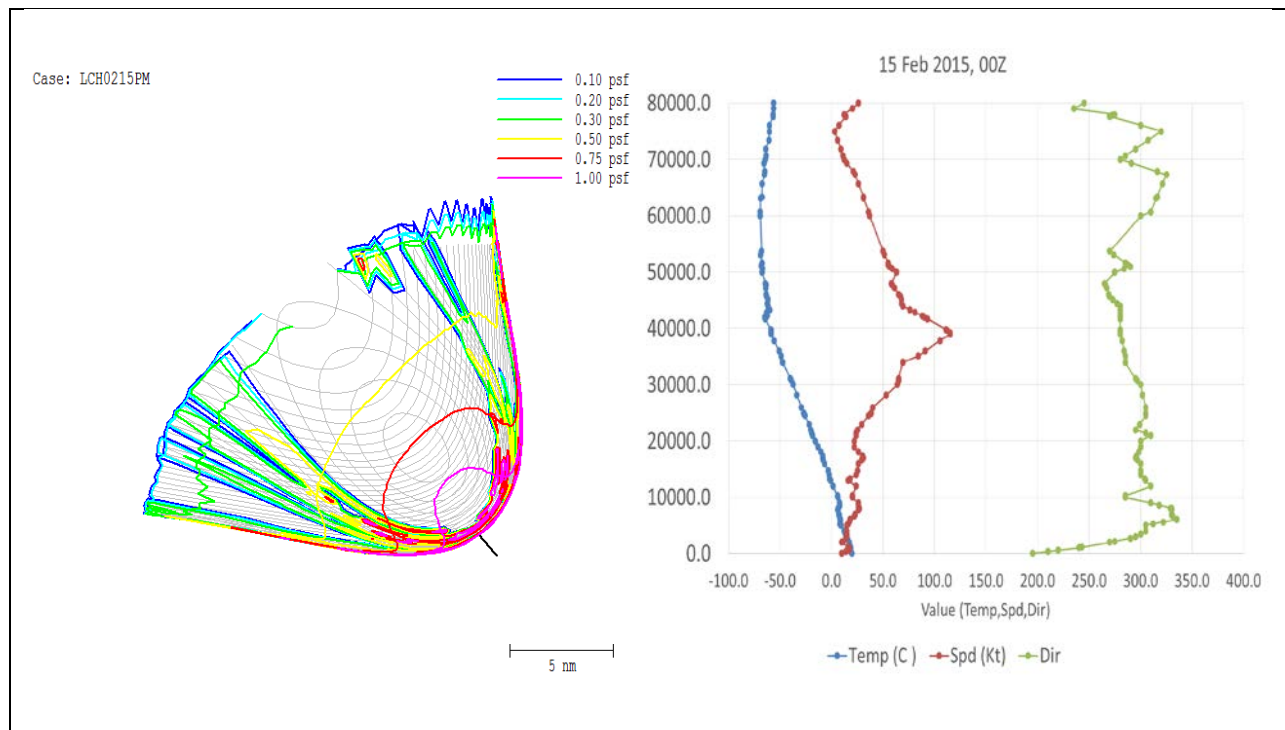 Case: LCH0215PM
0.10 psf
0.20 psf
0.30 psf
0.50 psf
0.75 psf
1.00 psf
5 nm
15 Feb 2015, 00Z
80000.0
70000.0
60000.0
50000.0
40000.0
30000.0
20000.0
10000.0
0.0
-100.0 -50.0 0.0 50.0 100.0 150.0 200.0 250.0 300.0 350.0 400.0
Value (Temp,Spd,Dir)
Temp (C ) Spd (Kt) Dir